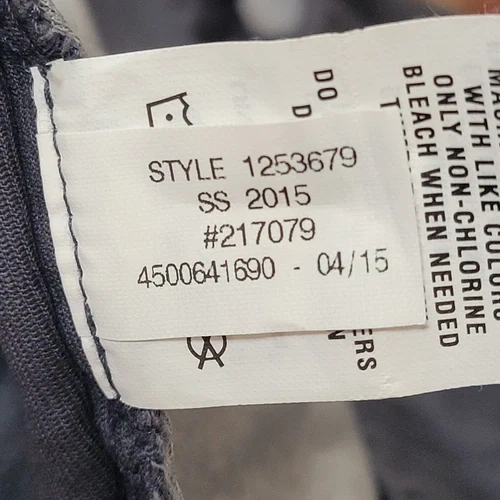 STYLE 1253679
SS 2015
#217079
4500641690 - 04/15
DO
WITH LIKE COLORS
ONLY NON-CHLORINE
BLEACH WHEN NEEDED